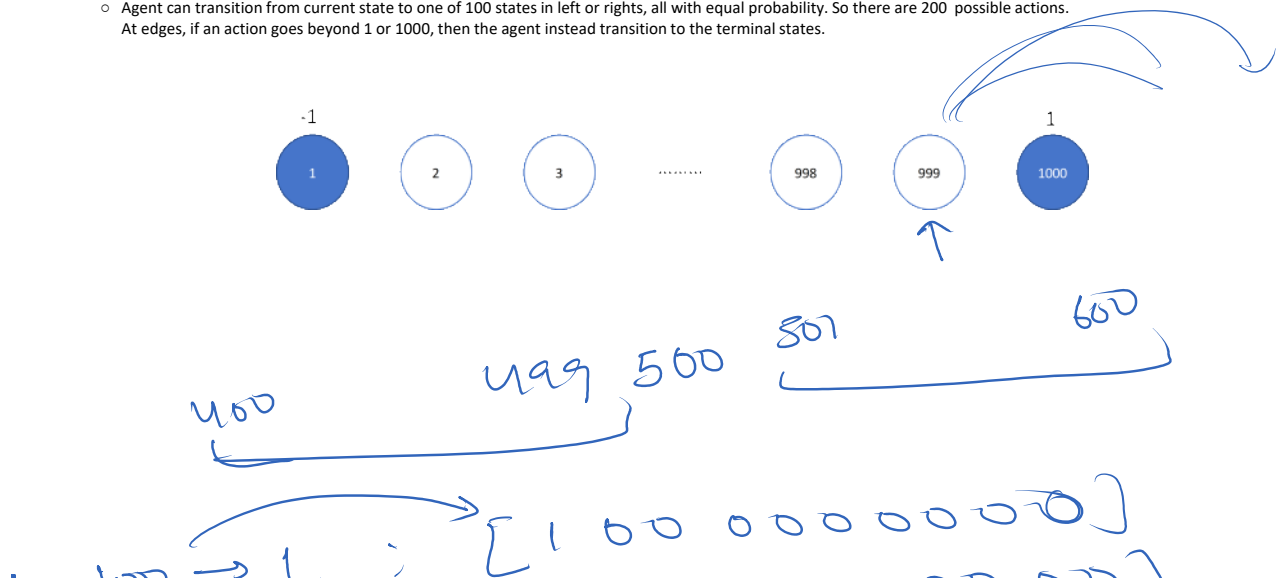 ○ Agent can transition from current state to one of 100 states in left or rights, all with equal probability. So there are 200 possible actions.
At edges, if an action goes beyond 1 or 1000, then the agent instead transition to the terminal states.
-1 1
1 2 3 ......... 998 999 1000
501 600
400 499 500
[1 0 0 0 0 0 0 0 0 0]